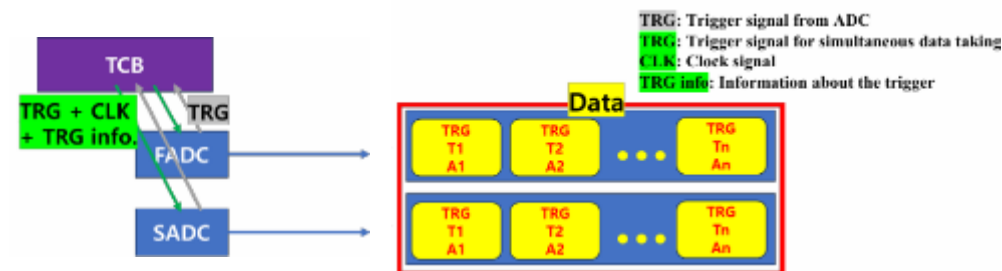 TRG: Trigger signal from ADC
TRG: Trigger signal for simultaneous data taking
CLK: Clock signal
TRG info: Information about the trigger
TCB
TRG + CLK
+ TRG info.
TRG
FADC
SADC
Data
TRG
T1
A1
TRG
T2
A2
TRG
Tn
An
TRG
T1
A1
TRG
T2
A2
TRG
Tn
An